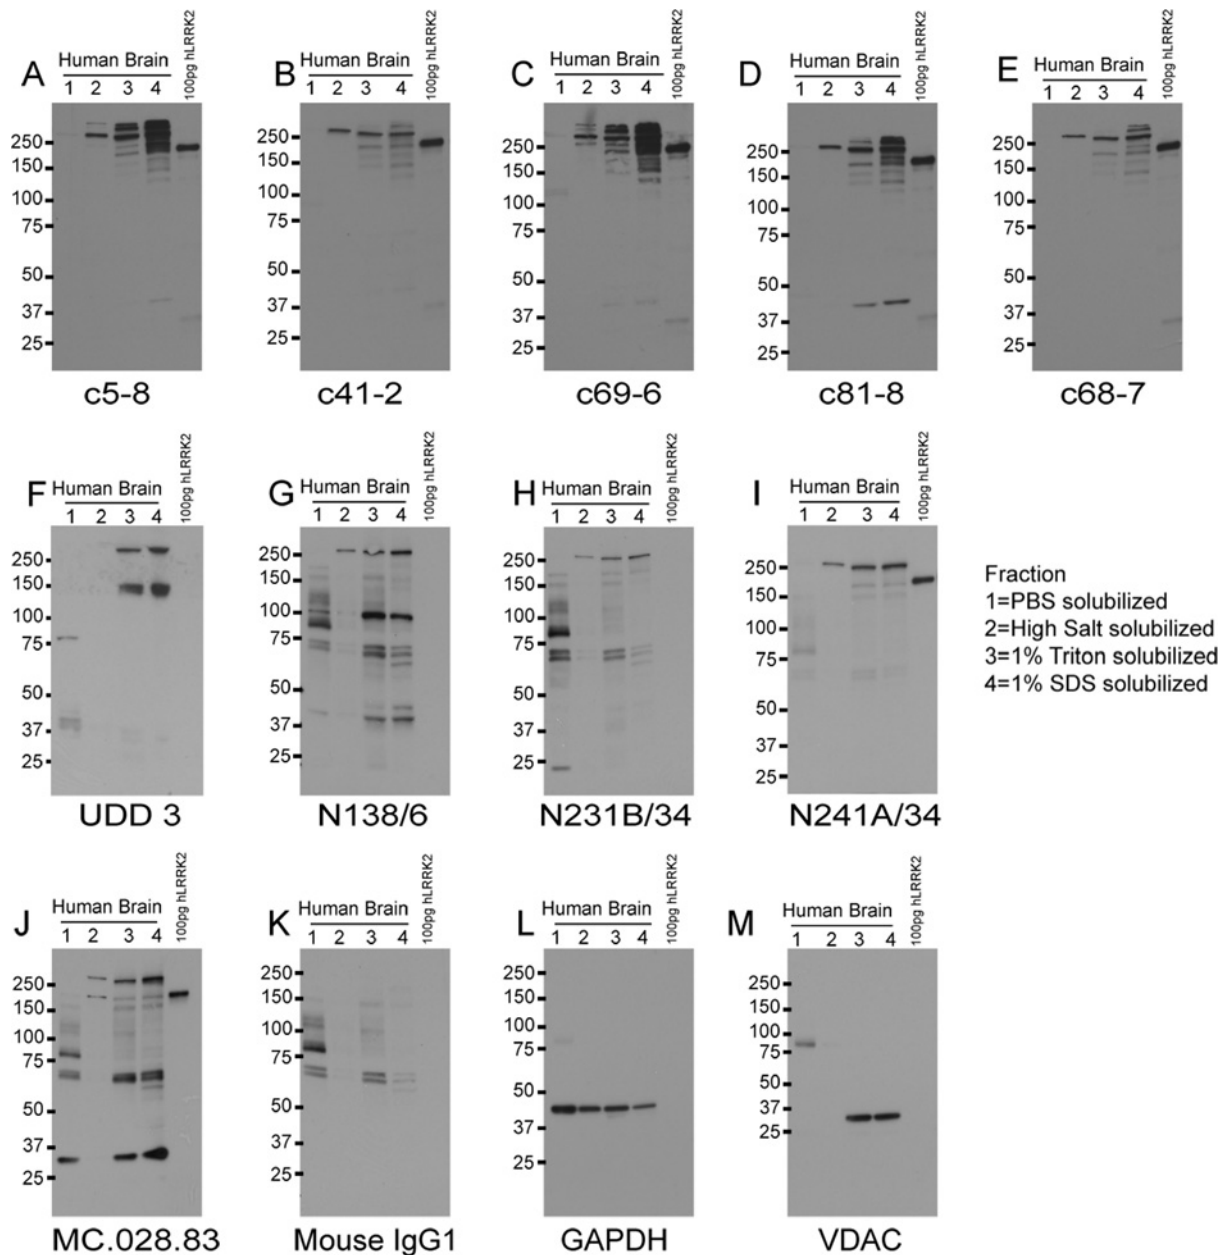 A
Human Brain
1 2 3 4
100pg hLRRK2
250
150
100
75
50
37
25
c5-8
B
Human Brain
1 2 3 4
100pg hLRRK2
250
150
100
75
50
37
25
c41-2
C
Human Brain
1 2 3 4
100pg hLRRK2
250
150
100
75
50
37
25
c69-6
D
Human Brain
1 2 3 4
100pg hLRRK2
250
150
100
75
50
37
25
c81-8
E
Human Brain
1 2 3 4
100pg hLRRK2
250
150
100
75
50
37
25
c68-7
F
Human Brain
1 2 3 4
100pg hLRRK2
250
150
100
75
50
37
25
UDD 3
G
Human Brain
1 2 3 4
100pg hLRRK2
250
150
100
75
50
37
25
N138/6
H
Human Brain
1 2 3 4
100pg hLRRK2
250
150
100
75
50
37
25
N231B/34
I
Human Brain
1 2 3 4
100pg hLRRK2
250
150
100
75
50
37
25
N241A/34
Fraction
1=PBS solubilized
2=High Salt solubilized
3=1% Triton solubilized
4=1% SDS solubilized
J
Human Brain
1 2 3 4
100pg hLRRK2
250
150
100
75
50
37
25
MC.028.83
K
Human Brain
1 2 3 4
100pg hLRRK2
250
150
100
75
50
37
25
Mouse IgG1
L
Human Brain
1 2 3 4
100pg hLRRK2
250
150
100
75
50
37
25
GAPDH
M
Human Brain
1 2 3 4
100pg hLRRK2
250
150
100
75
50
37
25
VDAC